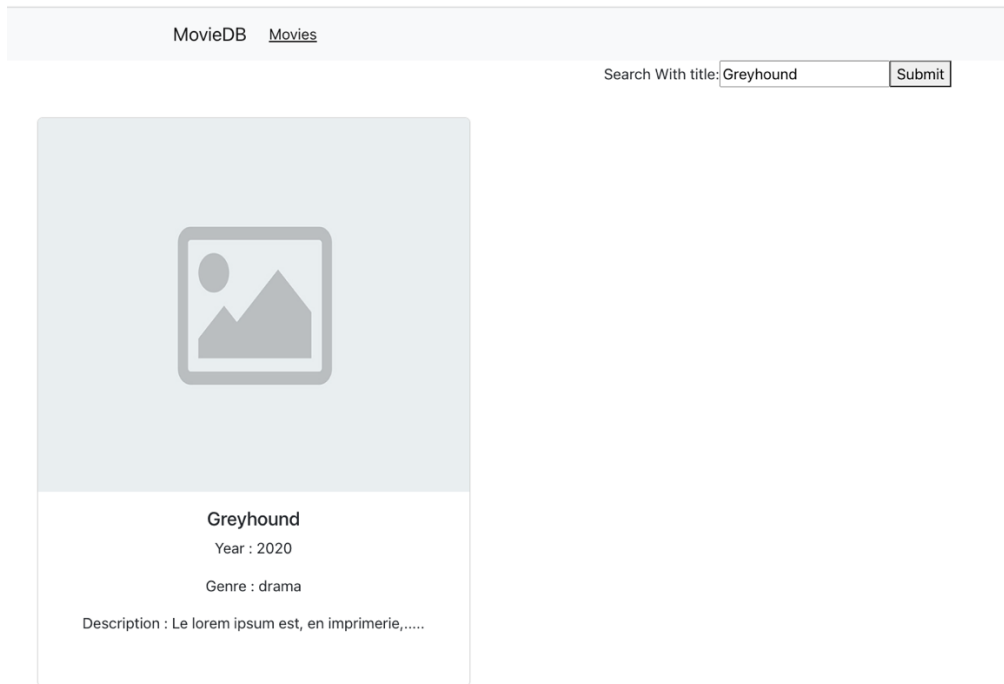 MovieDB Movies
Search With title: Greyhound Submit
Greyhound
Year : 2020
Genre : drama
Description : Le lorem ipsum est, en imprimerie,.....